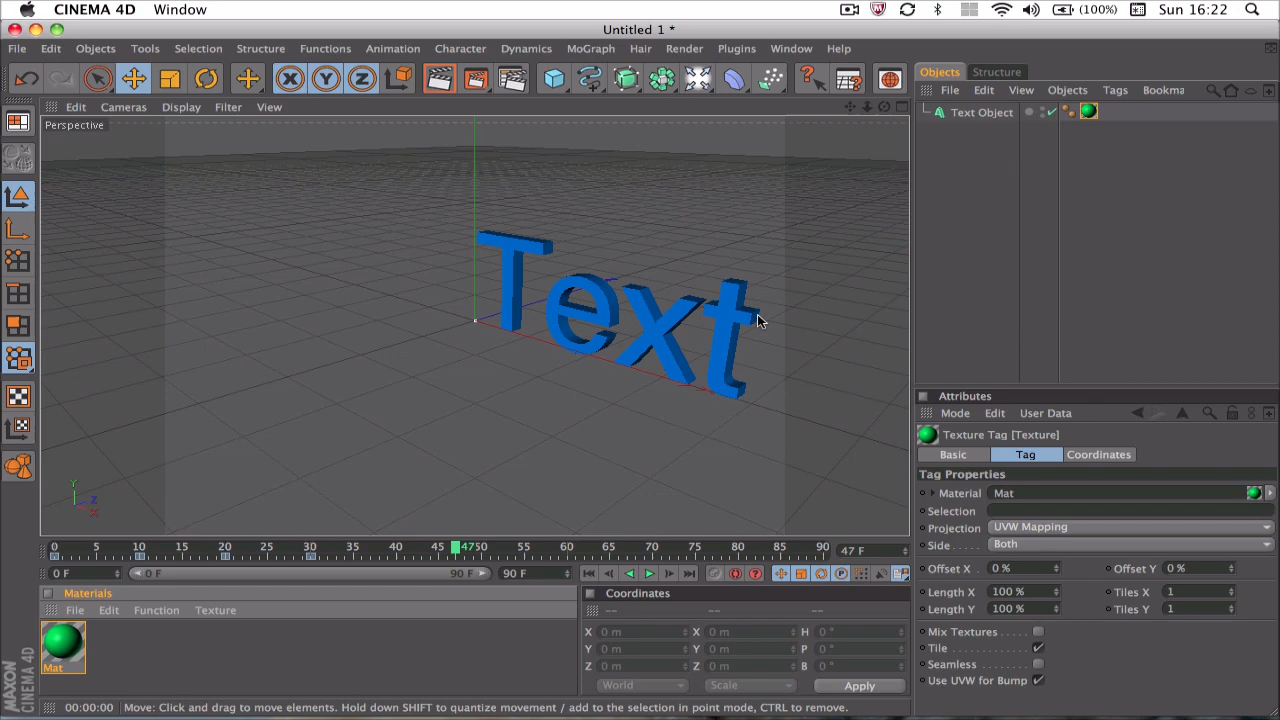 CINEMA 4D Window (100%) Sun 16:22
Untitled 1 *
File Edit Objects Tools Selection Structure Functions Animation Character Dynamics MoGraph Hair Render Plugins Window Help
X Y Z
Objects Structure
File Edit View Objects Tags Bookma
Edit Cameras Display Filter View
Text Object
Perspective
Text
Y
Z
X
Attributes
Mode Edit User Data
Texture Tag [Texture]
Basic Tag Coordinates
Tag Properties
Material Mat
Selection
Projection UVW Mapping
Side Both
Offset X 0 % Offset Y 0 %
Length X 100 % Tiles X 1
Length Y 100 % Tiles Y 1
Mix Textures
Tile
Seamless
Use UVW for Bump
0 5 10 15 20 25 30 35 40 45 47 50 55 60 65 70 75 80 85 90 47 F
0 F 0 F 90 F 90 F
Materials
File Edit Function Texture
Mat
Coordinates
-- -- --
X 0 m X 0 m H 0 °
Y 0 m Y 0 m P 0 °
Z 0 m Z 0 m B 0 °
World Scale Apply
MAXON
CINEMA 4D
00:00:00 Move: Click and drag to move elements. Hold down SHIFT to quantize movement / add to the selection in point mode, CTRL to remove.